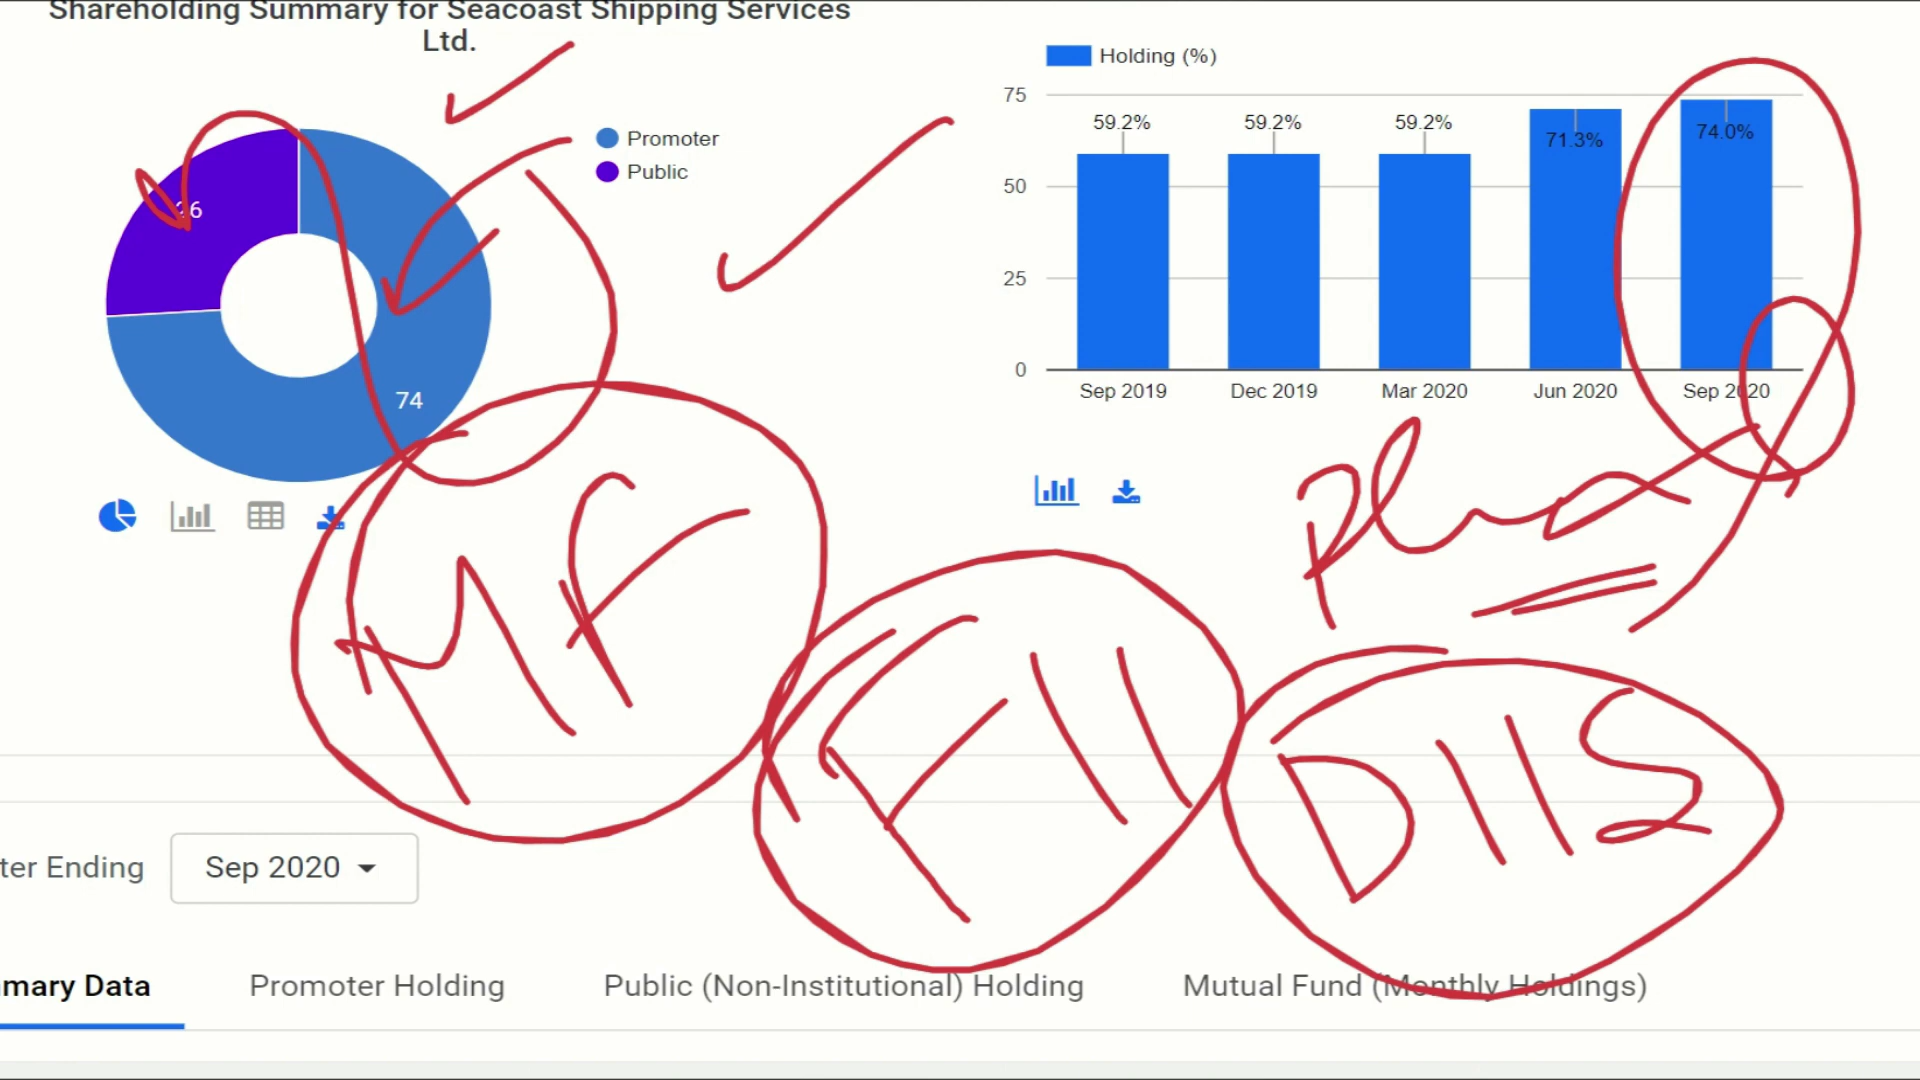 Shareholding Summary for Seacoast Shipping Services
Ltd.
Promoter
Public
26
74
Holding (%)
75
50
25
0
59.2%
59.2%
59.2%
71.3%
74.0%
Sep 2019
Dec 2019
Mar 2020
Jun 2020
Sep 2020
MF
FII
DIIS
ter Ending
Sep 2020
mmary Data
Promoter Holding
Public (Non-Institutional) Holding
Mutual Fund (Monthly Holdings)